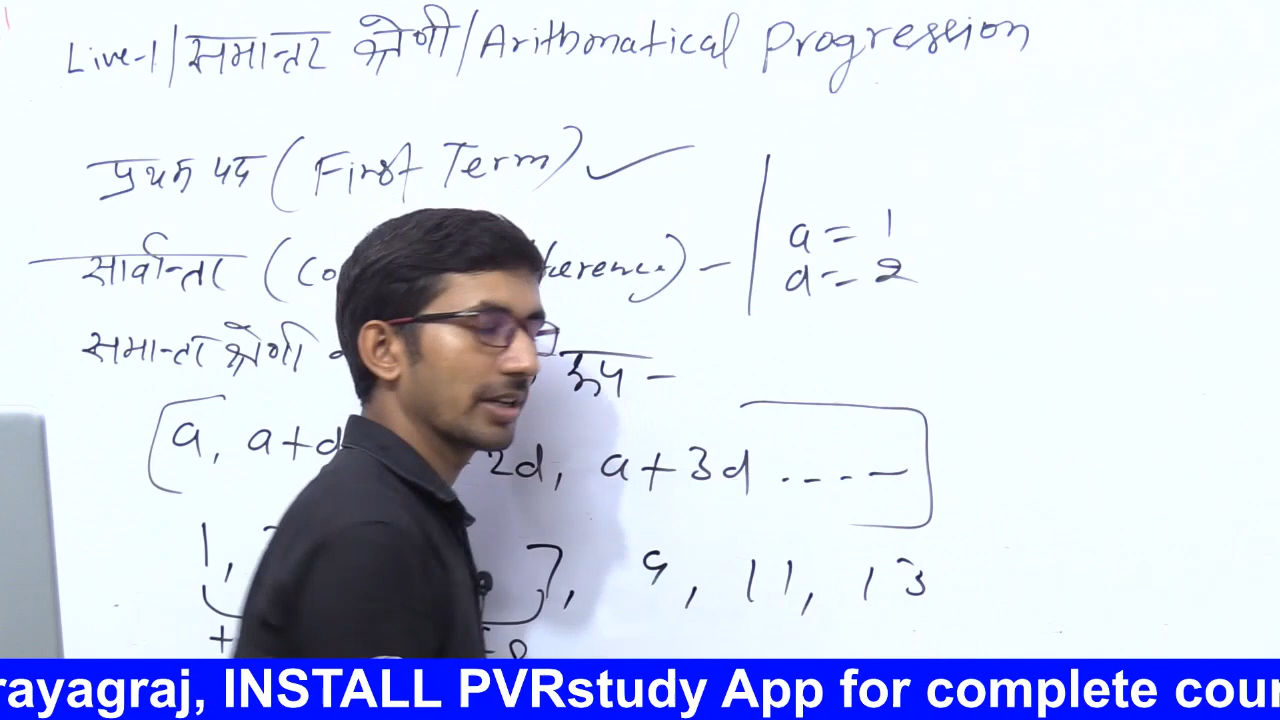 Live-1/समान्तर श्रेणी/Arithmatical Progression
प्रथम पद (First Term) ✓
a = 1
सार्वान्तर (Co ference) -
d = 2
समान्तर श्रेणी रूप -
a, a+d 2d, a+3d ....-
1, 7, 9, 11, 13
+
rayagraj, INSTALL PVRstudy App for complete cour